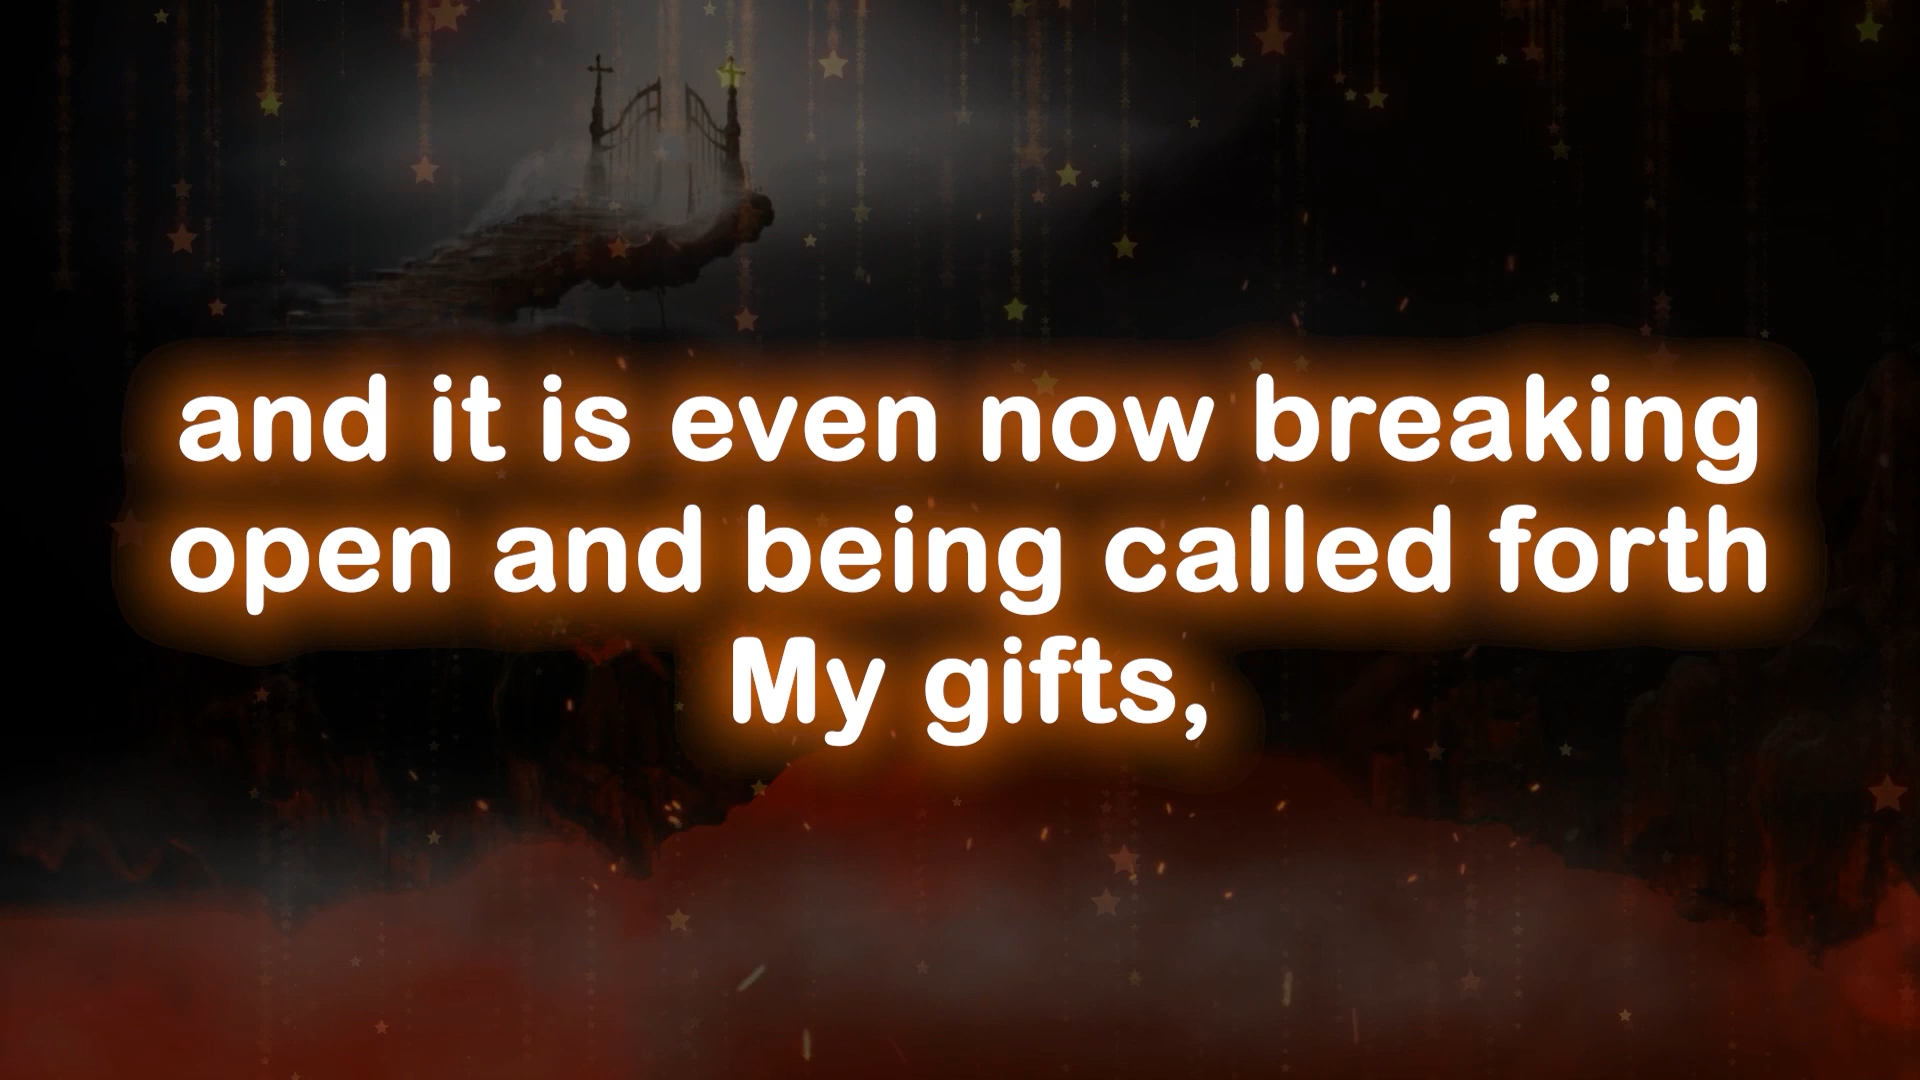 and it is even now breaking
open and being called forth
My gifts,